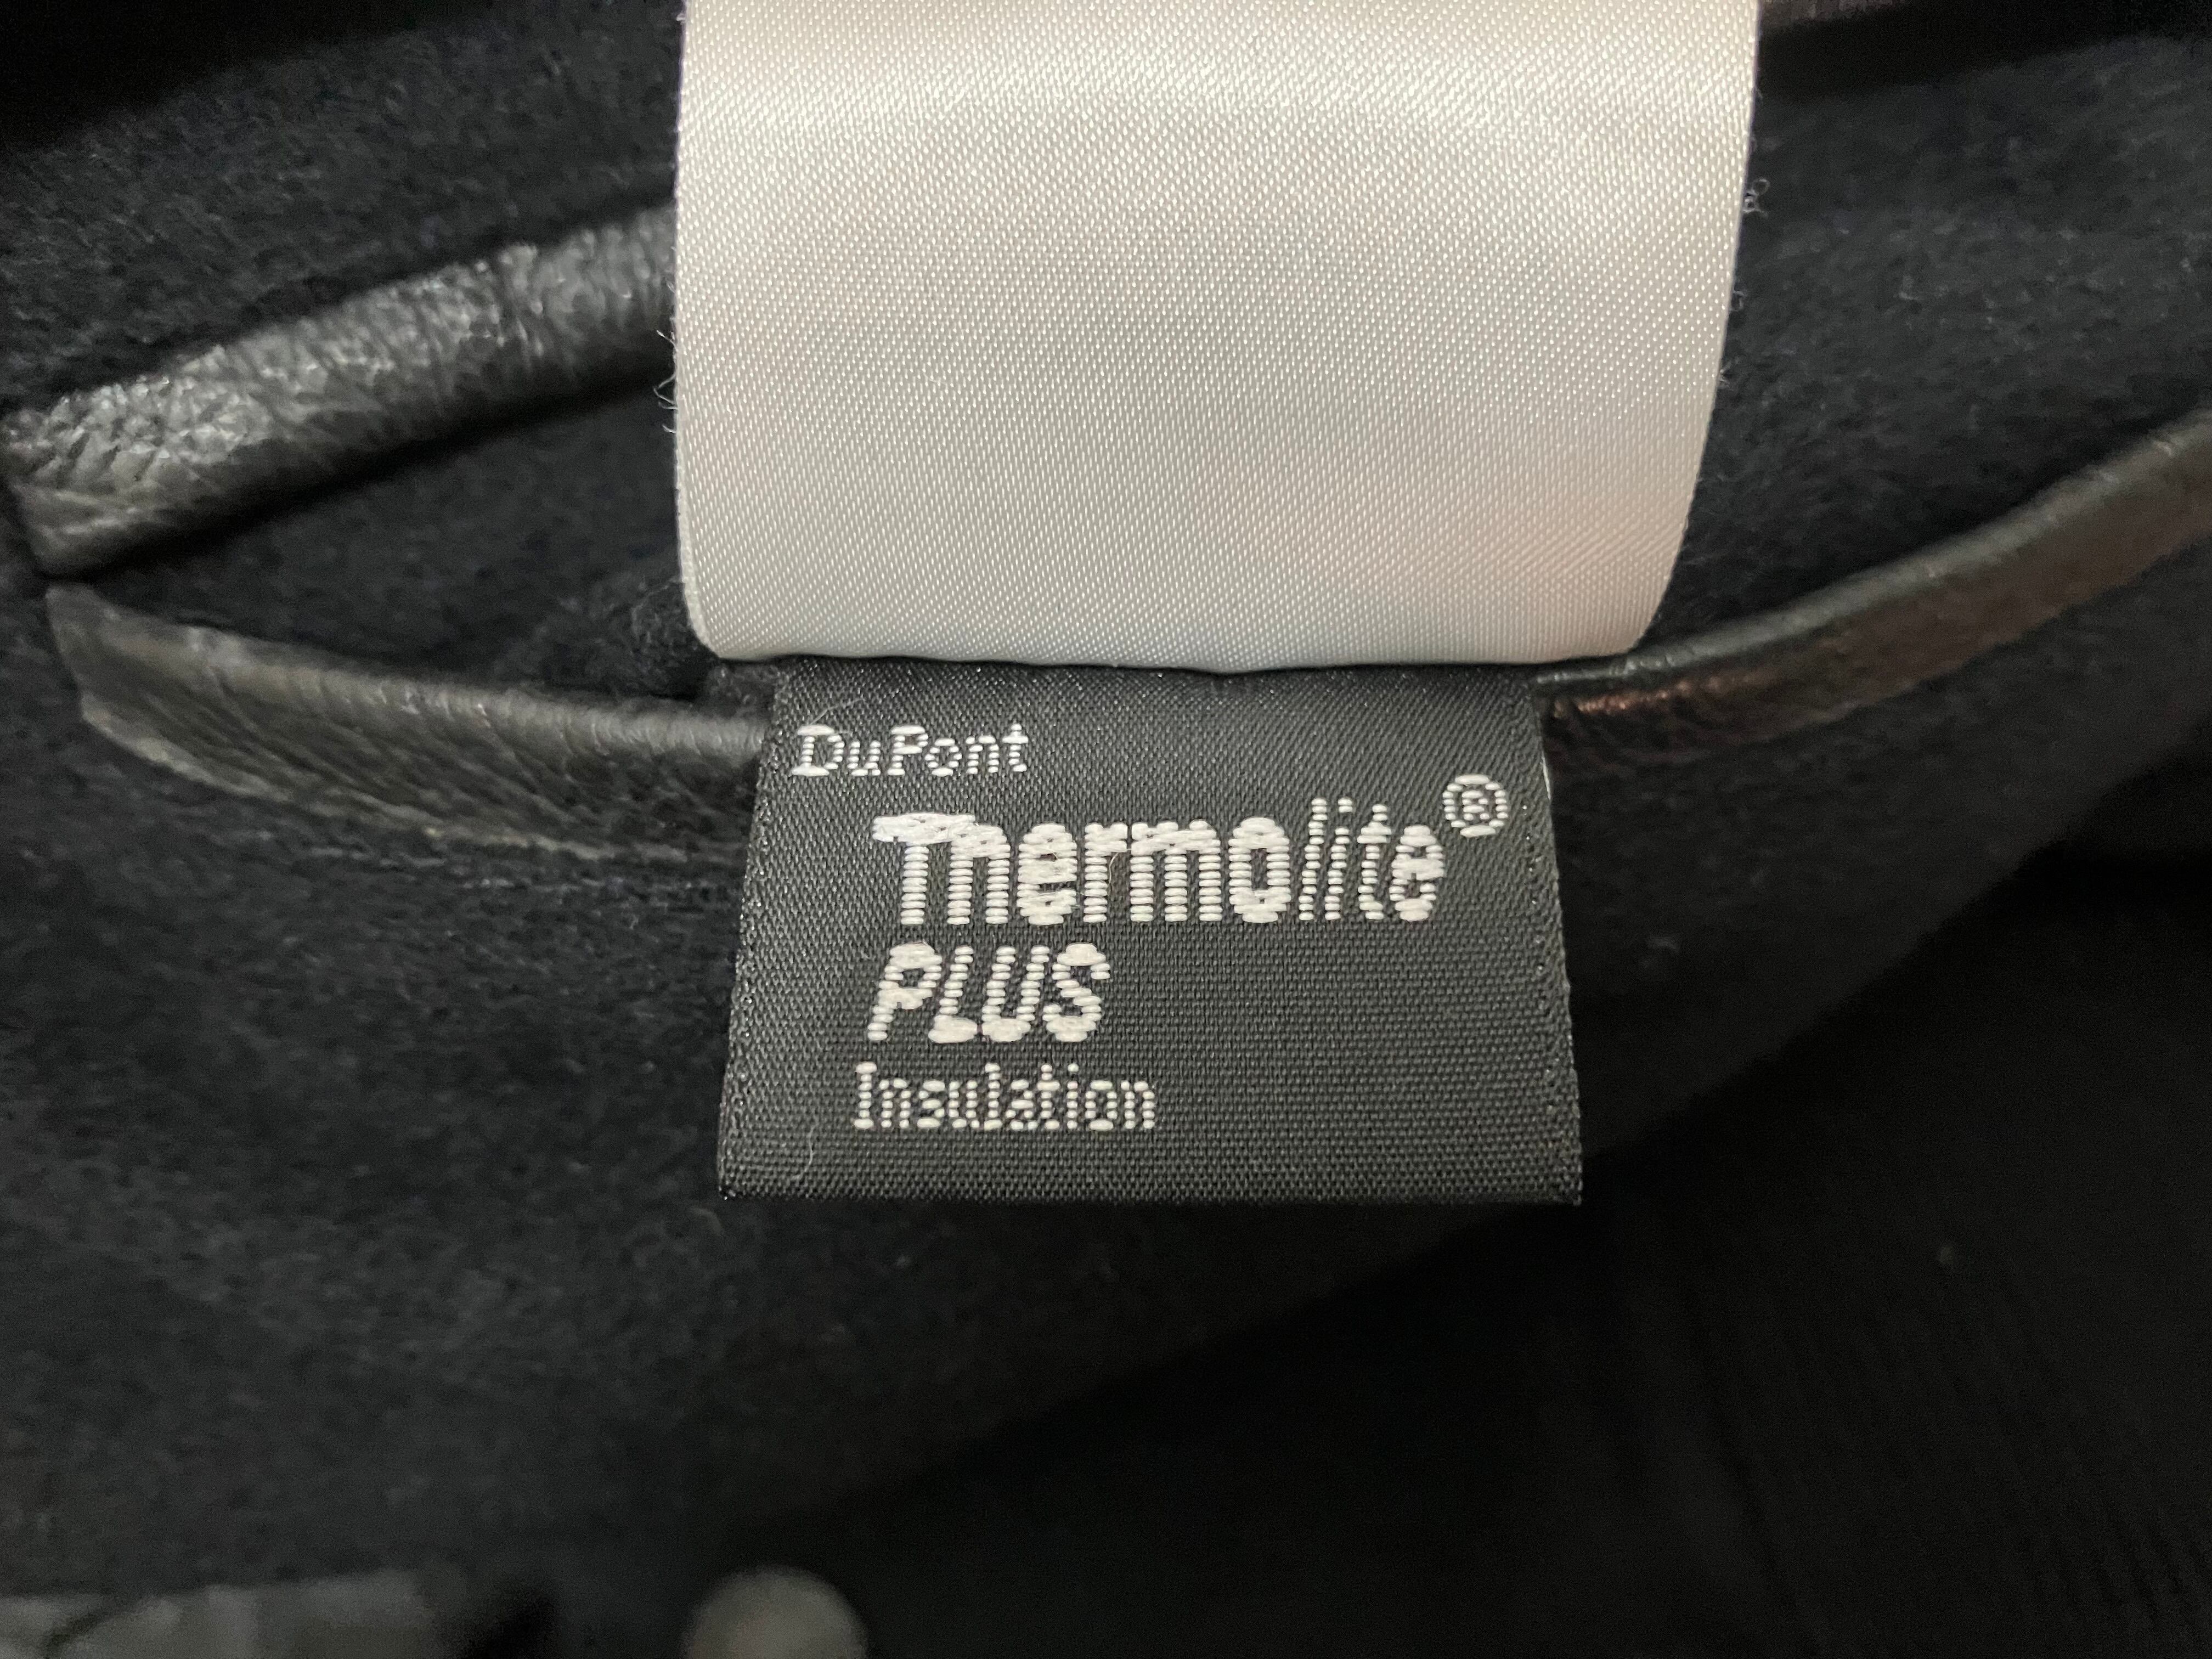 DuPont
Thermolite®
PLUS
Insulation